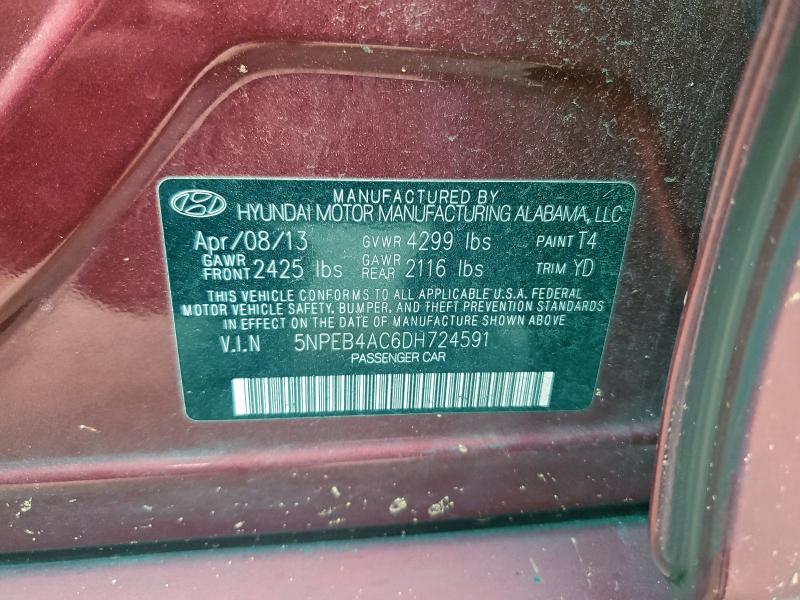 MANUFACTURED BY
HYUNDAI MOTOR MANUFACTURING ALABAMA, LLC
Apr/08/13 GVWR 4299 lbs PAINT T4
GAWR FRONT 2425 lbs GAWR REAR 2116 lbs TRIM YD
THIS VEHICLE CONFORMS TO ALL APPLICABLE U.S.A. FEDERAL
MOTOR VEHICLE SAFETY, BUMPER, AND THEFT PREVENTION STANDARDS
IN EFFECT ON THE DATE OF MANUFACTURE SHOWN ABOVE
V.I.N 5NPEB4AC6DH724591
PASSENGER CAR